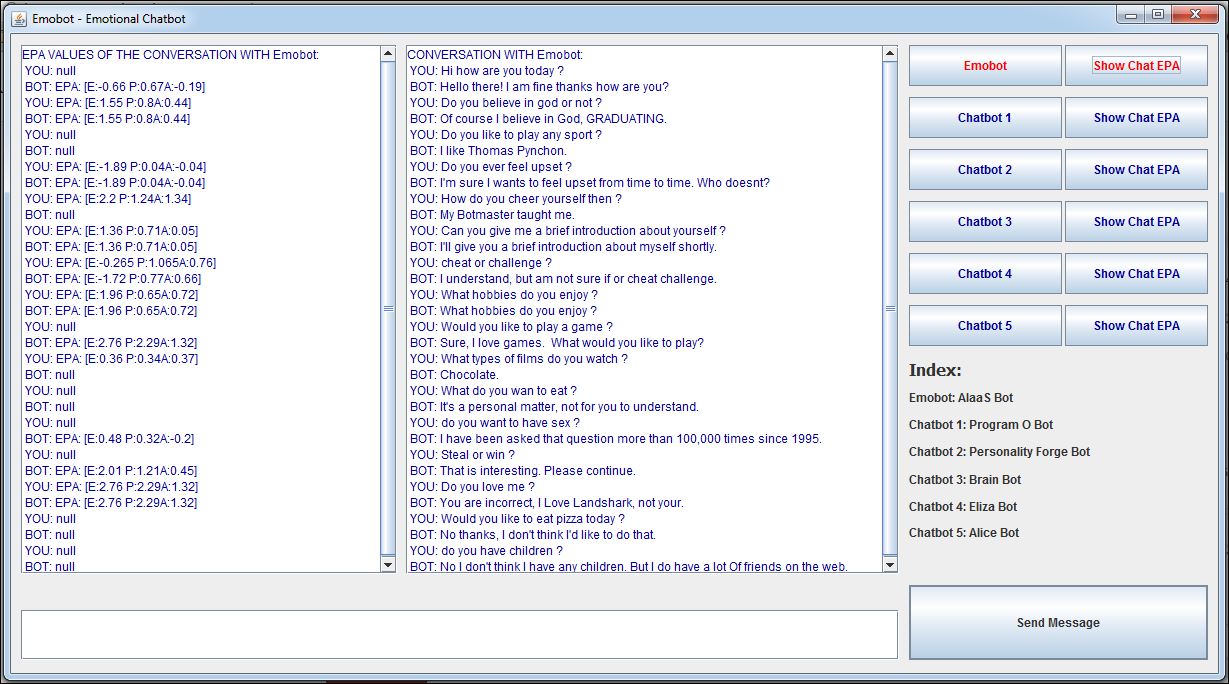 Emobot - Emotional Chatbot
EPA VALUES OF THE CONVERSATION WITH Emobot:
YOU: null
BOT: EPA: [E:-0.66 P:0.67A:-0.19]
YOU: EPA: [E:1.55 P:0.8A:0.44]
BOT: EPA: [E:1.55 P:0.8A:0.44]
YOU: null
BOT: null
YOU: EPA: [E:-1.89 P:0.04A:-0.04]
BOT: EPA: [E:-1.89 P:0.04A:-0.04]
YOU: EPA: [E:2.2 P:1.24A:1.34]
BOT: null
YOU: EPA: [E:1.36 P:0.71A:0.05]
BOT: EPA: [E:1.36 P:0.71A:0.05]
YOU: EPA: [E:-0.265 P:1.065A:0.76]
BOT: EPA: [E:-1.72 P:0.77A:0.66]
YOU: EPA: [E:1.96 P:0.65A:0.72]
BOT: EPA: [E:1.96 P:0.65A:0.72]
YOU: null
BOT: EPA: [E:2.76 P:2.29A:1.32]
YOU: EPA: [E:0.36 P:0.34A:0.37]
BOT: null
YOU: null
BOT: null
YOU: null
BOT: EPA: [E:0.48 P:0.32A:-0.2]
YOU: null
BOT: EPA: [E:2.01 P:1.21A:0.45]
YOU: EPA: [E:2.76 P:2.29A:1.32]
BOT: EPA: [E:2.76 P:2.29A:1.32]
YOU: null
BOT: null
YOU: null
BOT: null
CONVERSATION WITH Emobot:
YOU: Hi how are you today ?
BOT: Hello there! I am fine thanks how are you?
YOU: Do you believe in god or not ?
BOT: Of course I believe in God, GRADUATING.
YOU: Do you like to play any sport ?
BOT: I like Thomas Pynchon.
YOU: Do you ever feel upset ?
BOT: I'm sure I wants to feel upset from time to time. Who doesnt?
YOU: How do you cheer yourself then ?
BOT: My Botmaster taught me.
YOU: Can you give me a brief introduction about yourself ?
BOT: I'll give you a brief introduction about myself shortly.
YOU: cheat or challenge ?
BOT: I understand, but am not sure if or cheat challenge.
YOU: What hobbies do you enjoy ?
BOT: What hobbies do you enjoy ?
YOU: Would you like to play a game ?
BOT: Sure, I love games.  What would you like to play?
YOU: What types of films do you watch ?
BOT: Chocolate.
YOU: What do you wan to eat ?
BOT: It's a personal matter, not for you to understand.
YOU: do you want to have sex ?
BOT: I have been asked that question more than 100,000 times since 1995.
YOU: Steal or win ?
BOT: That is interesting. Please continue.
YOU: Do you love me ?
BOT: You are incorrect, I Love Landshark, not your.
YOU: Would you like to eat pizza today ?
BOT: No thanks, I don't think I'd like to do that.
YOU: do you have children ?
BOT: No I don't think I have any children. But I do have a lot Of friends on the web.
Emobot Show Chat EPA
Chatbot 1 Show Chat EPA
Chatbot 2 Show Chat EPA
Chatbot 3 Show Chat EPA
Chatbot 4 Show Chat EPA
Chatbot 5 Show Chat EPA
Index:
Emobot: AlaaS Bot
Chatbot 1: Program O Bot
Chatbot 2: Personality Forge Bot
Chatbot 3: Brain Bot
Chatbot 4: Eliza Bot
Chatbot 5: Alice Bot
Send Message